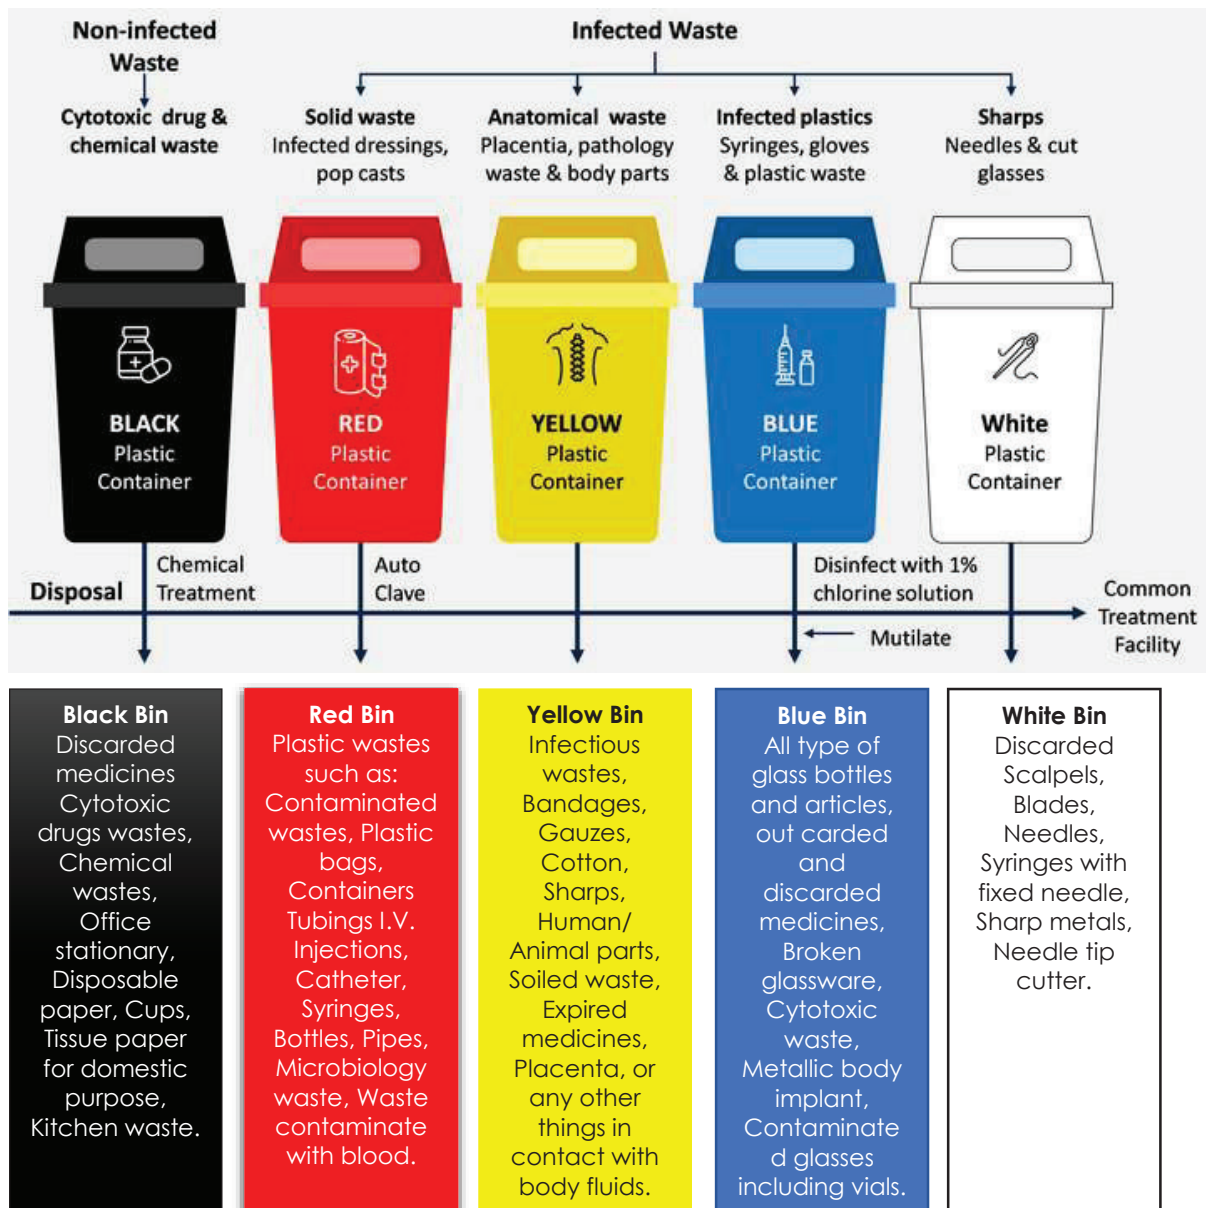 Non-infected
Waste
Infected Waste
Cytotoxic drug &
chemical waste
Solid waste
Infected dressings,
pop casts
Anatomical waste
Placentia, pathology
waste & body parts
Infected plastics
Syringes, gloves
& plastic waste
Sharps
Needles & cut
glasses
BLACK
Plastic
Container
RED
Plastic
Container
YELLOW
Plastic
Container
BLUE
Plastic
Container
White
Plastic
Container
Disposal
Chemical
Treatment
Auto
Clave
Disinfect with 1%
chlorine solution
Mutilate
Common
Treatment
Facility
Black Bin
Discarded
medicines
Cytotoxic
drugs wastes,
Chemical
wastes,
Office
stationary,
Disposable
paper, Cups,
Tissue paper
for domestic
purpose,
Kitchen waste.
Red Bin
Plastic wastes
such as:
Contaminated
wastes, Plastic
bags,
Containers
Tubings I.V.
Injections,
Catheter,
Syringes,
Bottles, Pipes,
Microbiology
waste, Waste
contaminate
with blood.
Yellow Bin
Infectious
wastes,
Bandages,
Gauzes,
Cotton,
Sharps,
Human/
Animal parts,
Soiled waste,
Expired
medicines,
Placenta, or
any other
things in
contact with
body fluids.
Blue Bin
All type of
glass bottles
and articles,
out carded
and
discarded
medicines,
Broken
glassware,
Cytotoxic
waste,
Metallic body
implant,
Contaminate
d glasses
including vials.
White Bin
Discarded
Scalpels,
Blades,
Needles,
Syringes with
fixed needle,
Sharp metals,
Needle tip
cutter.